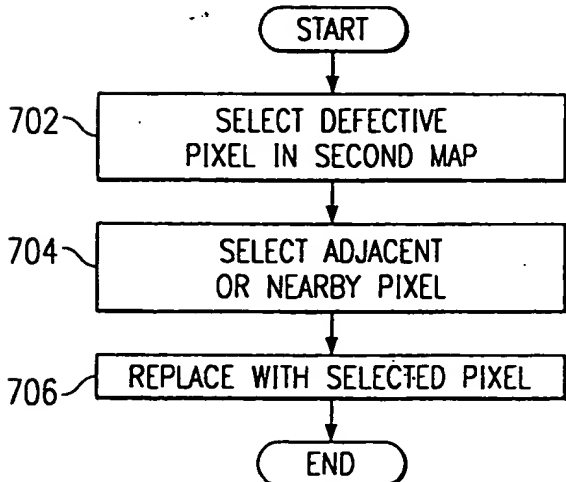 START
702
SELECT DEFECTIVE
PIXEL IN SECOND MAP
704
SELECT ADJACENT
OR NEARBY PIXEL
706
REPLACE WITH SELECTED PIXEL
END